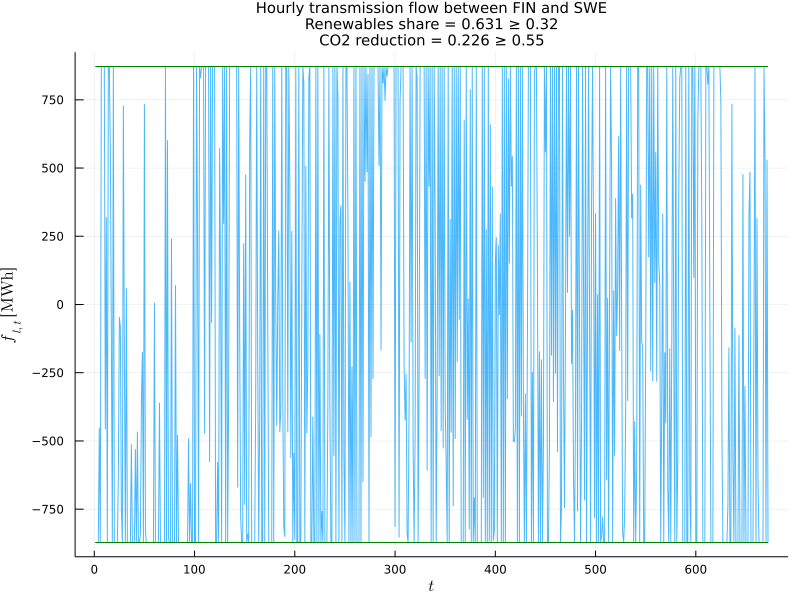 Hourly transmission flow between FIN and SWE
Renewables share = 0.631 ≥ 0.32
CO2 reduction = 0.226 ≥ 0.55
750
500
250
0
−250
−500
−750
f l,t [MWh]
0 100 200 300 400 500 600
t